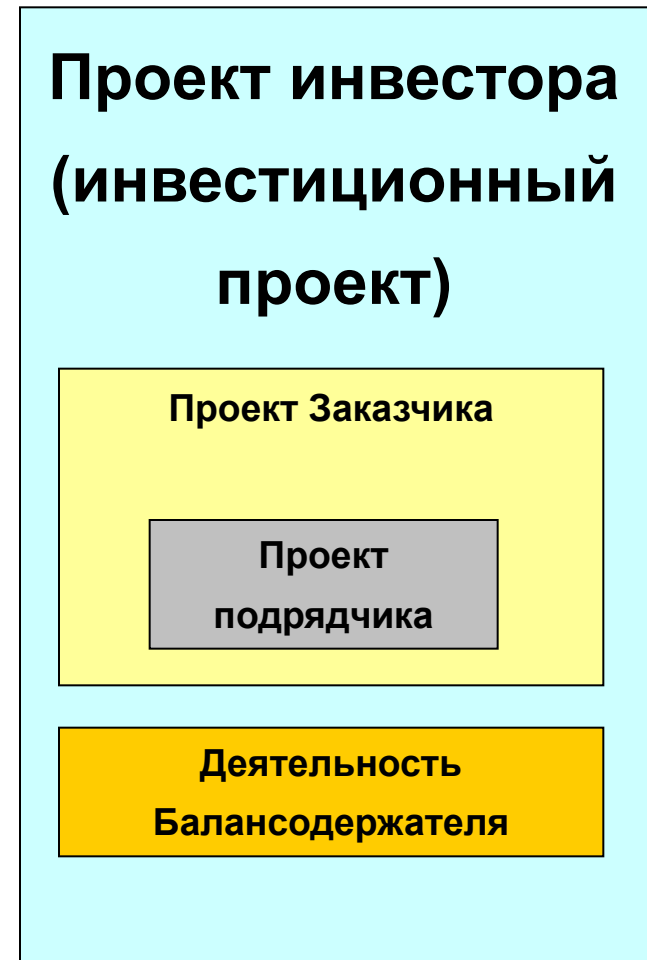 Проект инвестора
(инвестиционный
проект)
Проект Заказчика
Проект
подрядчика
Деятельность
Балансодержателя